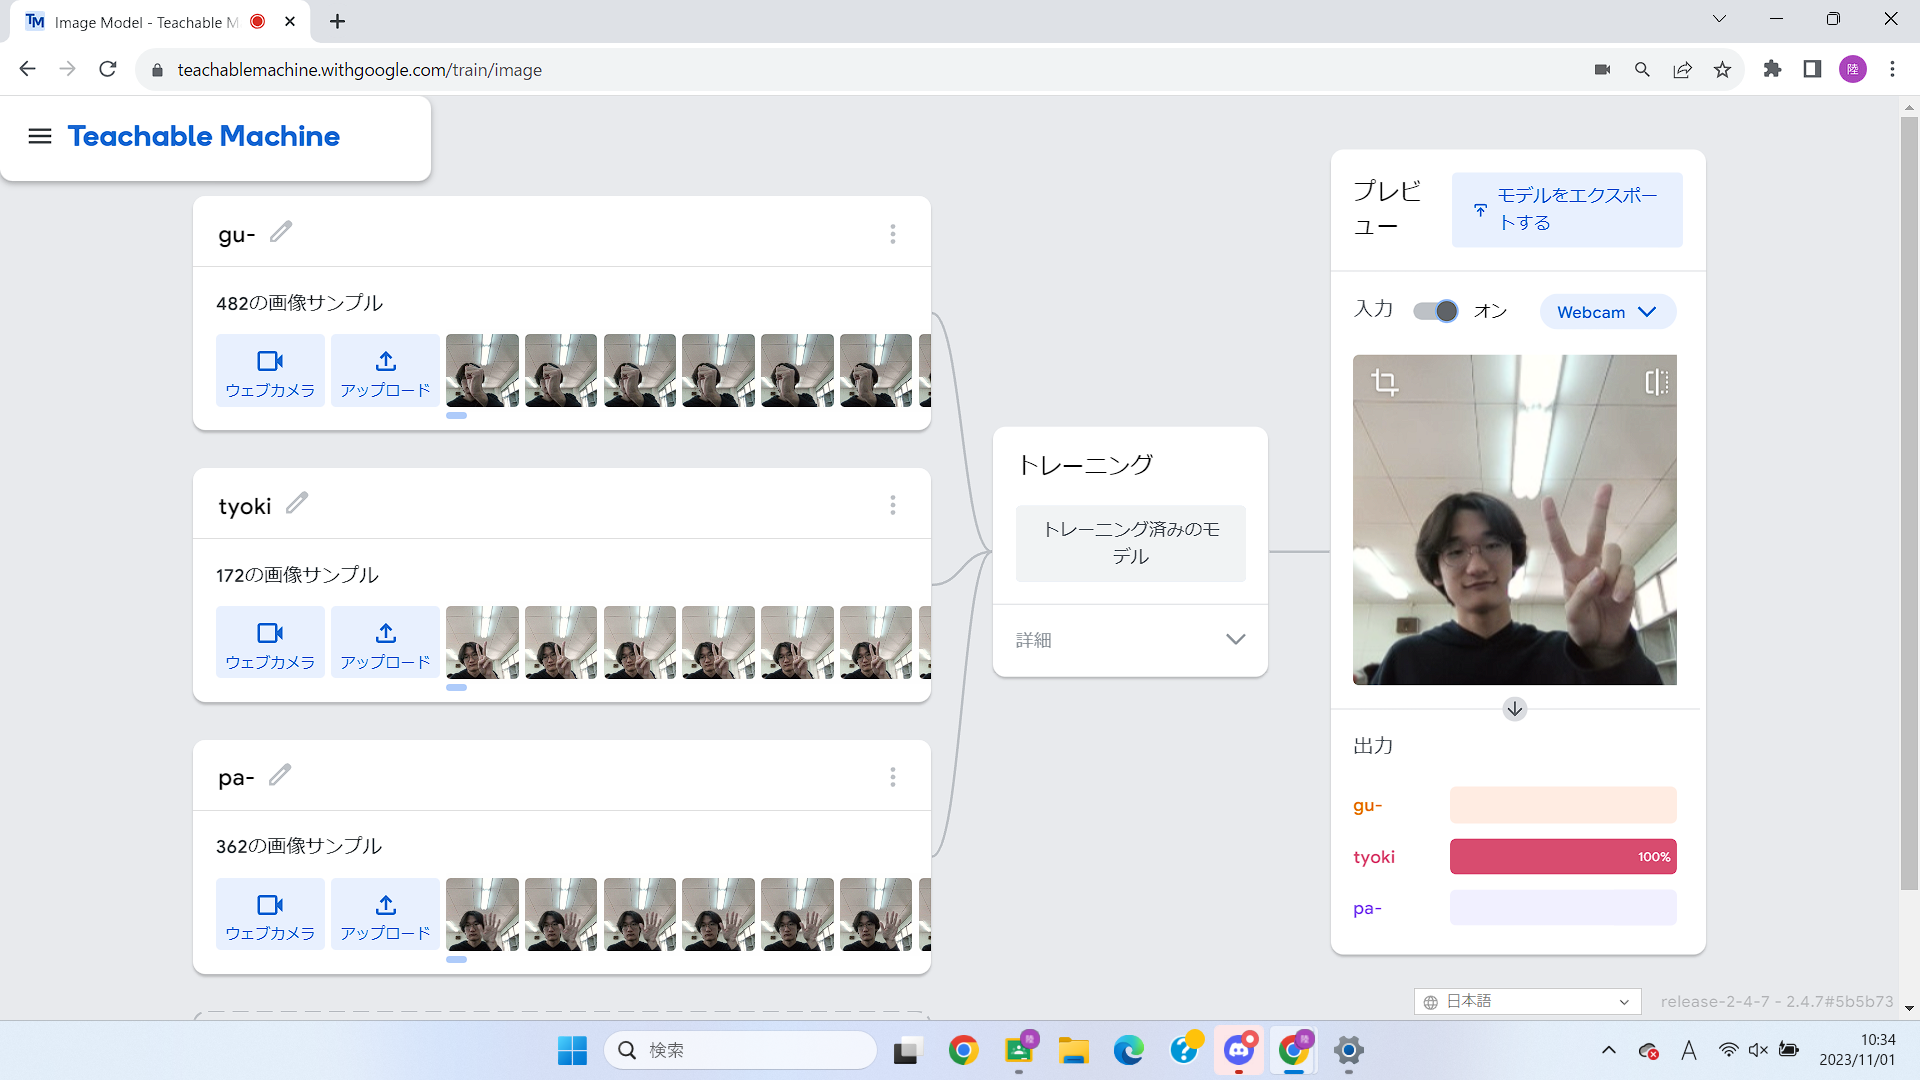 Image Model - Teachable M
teachablemachine.withgoogle.com/train/image
陸
Teachable Machine
gu-
482の画像サンプル
ウェブカメラ
アップロード
tyoki
172の画像サンプル
ウェブカメラ
アップロード
pa-
362の画像サンプル
ウェブカメラ
アップロード
トレーニング
トレーニング済みのモ
デル
詳細
プレビ
ュー
モデルをエクスポー
トする
入力
オン
Webcam
出力
gu-
tyoki
100%
pa-
日本語
release-2-4-7 - 2.4.7#5b5b73
検索
陸
陸
A
10:34
2023/11/01